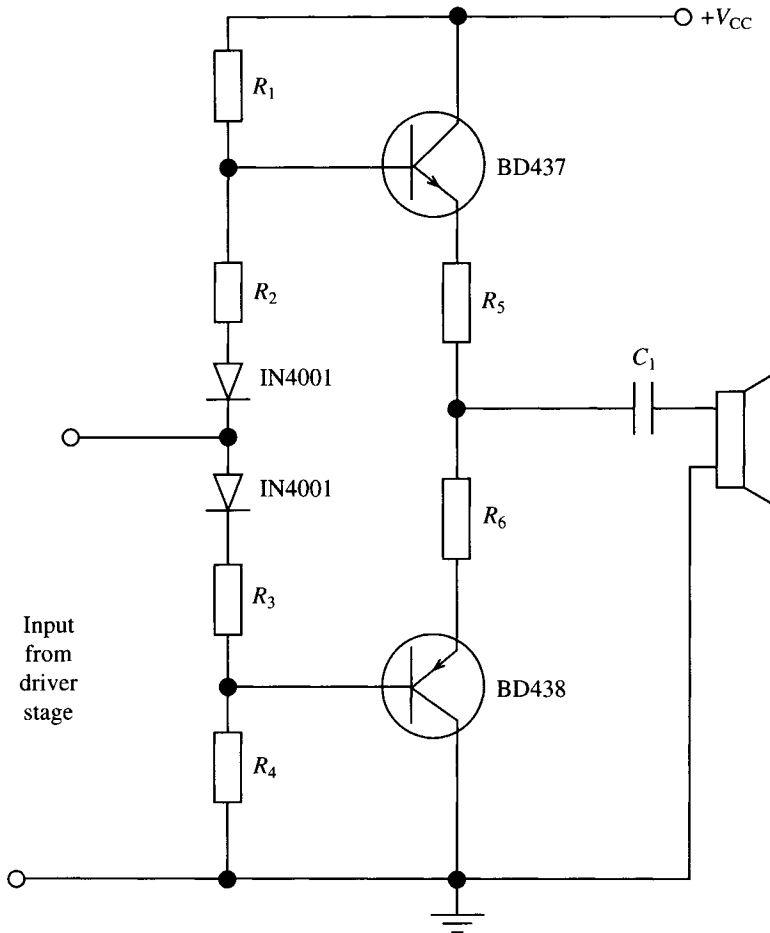 +V_CC
R_1
BD437
R_2
R_5
IN4001
C_1
IN4001
R_6
R_3
Input
from
driver
stage
BD438
R_4